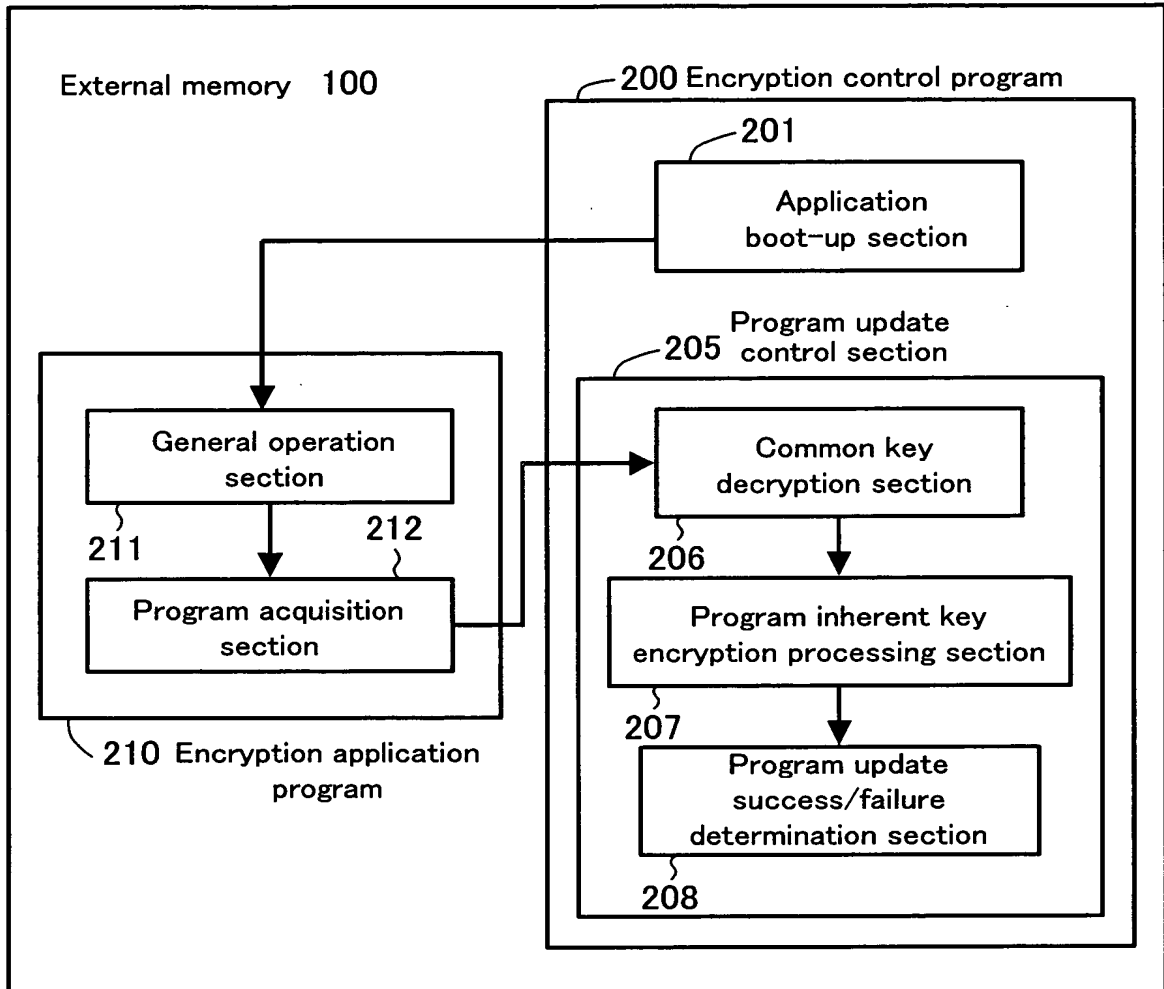 External memory 100
200 Encryption control program
201
Application
boot-up section
Program update
205 control section
General operation
section
211
212
Program acquisition
section
210 Encryption application
program
Common key
decryption section
206
Program inherent key
encryption processing section
207
Program update
success/failure
determination section
208